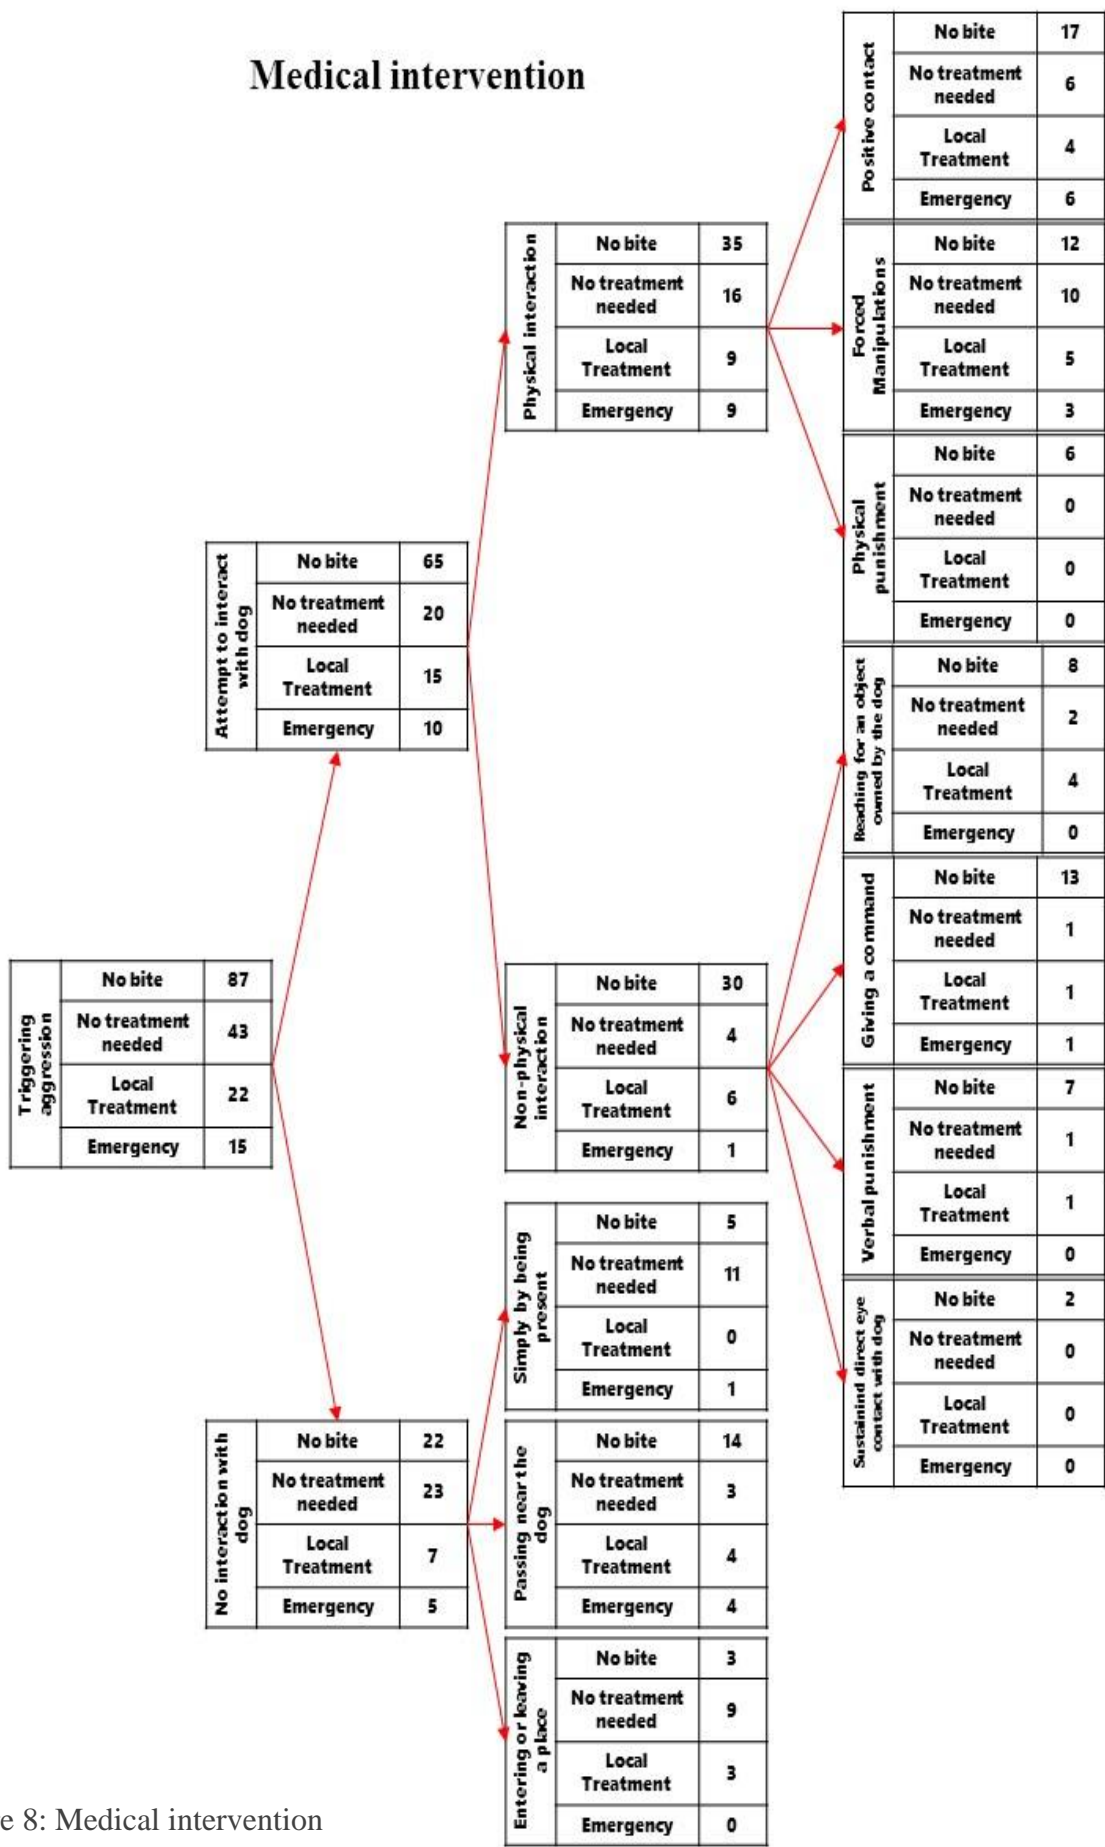 Medical intervention
Triggering
aggression
No bite 87
No treatment
needed 43
Local
Treatment 22
Emergency 15
Attempt to interact
with dog
No bite 65
No treatment
needed 20
Local
Treatment 15
Emergency 10
No interaction with
dog
No bite 22
No treatment
needed 23
Local
Treatment 7
Emergency 5
Physical interaction
No bite 35
No treatment
needed 16
Local
Treatment 9
Emergency 9
Non-physical
interaction
No bite 30
No treatment
needed 4
Local
Treatment 6
Emergency 1
Simply by being
present
No bite 5
No treatment
needed 11
Local
Treatment 0
Emergency 1
Passing near the
dog
No bite 14
No treatment
needed 3
Local
Treatment 4
Emergency 4
Entering or leaving
a place
No bite 3
No treatment
needed 9
Local
Treatment 3
Emergency 0
Positive contact
No bite 17
No treatment
needed 6
Local
Treatment 4
Emergency 6
Forced
Manipulations
No bite 12
No treatment
needed 10
Local
Treatment 5
Emergency 3
Physical
punishment
No bite 6
No treatment
needed 0
Local
Treatment 0
Emergency 0
Reaching for an object
owned by the dog
No bite 8
No treatment
needed 2
Local
Treatment 4
Emergency 0
Giving a command
No bite 13
No treatment
needed 1
Local
Treatment 1
Emergency 1
Verbal punishment
No bite 7
No treatment
needed 1
Local
Treatment 1
Emergency 0
Sustainind direct eye
contact with dog
No bite 2
No treatment
needed 0
Local
Treatment 0
Emergency 0
e 8: Medical intervention